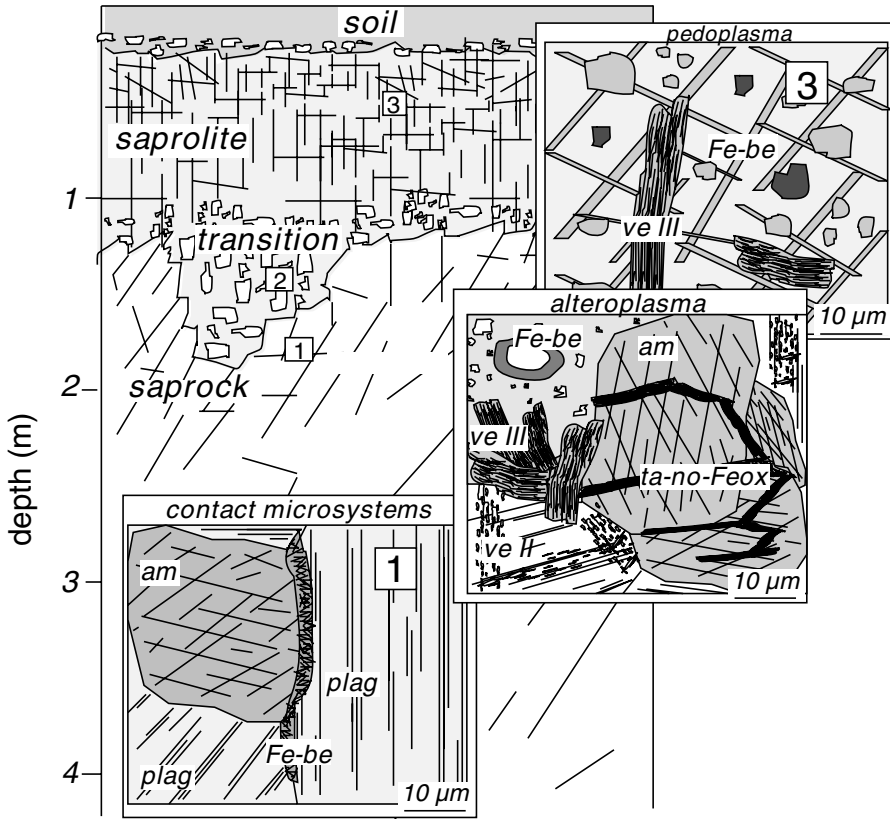 soil
3
saprolite
1
transition
2
1
2
saprock
depth (m)
3
4
pedoplasma
3
Fe-be
ve III
10 µm
alteroplasma
Fe-be
am
ve III
ta-no-Feox
ve II
10 µm
contact microsystems
am
1
plag
Fe-be
plag
10 µm